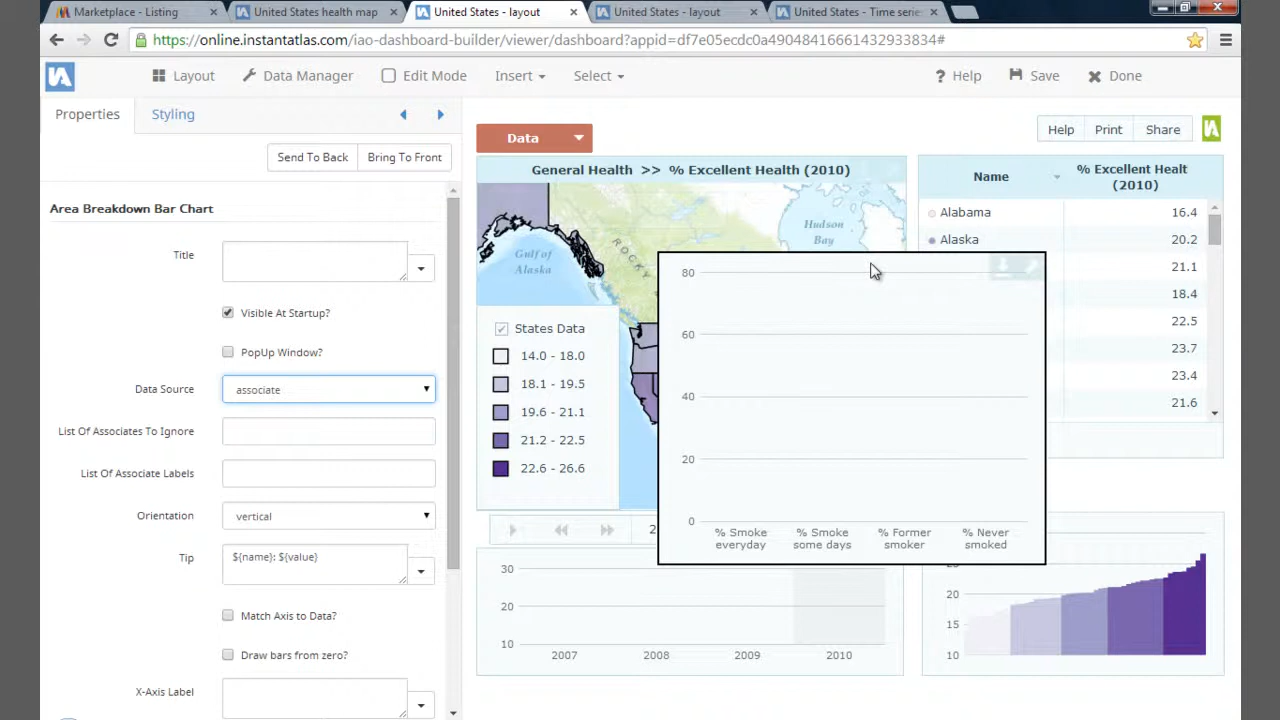 Marketplace - Listing
United States health map
United States - layout
United States - layout
United States - Time serie
https://online.instantatlas.com/iao-dashboard-builder/viewer/dashboard?appid=df7e05ecdc0a49048416661432933834#
Layout
Data Manager
Edit Mode
Insert
Select
? Help
Save
Done
Properties
Styling
Send To Back
Bring To Front
Area Breakdown Bar Chart
Title
Visible At Startup?
PopUp Window?
Data Source
associate
List Of Associates To Ignore
List Of Associate Labels
Orientation
vertical
Tip
${name}: ${value}
Match Axis to Data?
Draw bars from zero?
X-Axis Label
Data
Help
Print
Share
General Health >> % Excellent Health (2010)
Hudson
Bay
Gulf of
Alaska
ROCKY
States Data
14.0 - 18.0
18.1 - 19.5
19.6 - 21.1
21.2 - 22.5
22.6 - 26.6
Name
% Excellent Healt
(2010)
Alabama 16.4
Alaska 20.2
21.1
18.4
22.5
23.7
23.4
21.6
80
60
40
20
0
% Smoke
everyday
% Smoke
some days
% Former
smoker
% Never
smoked
2
30
20
10
2007
2008
2009
2010
20
15
10